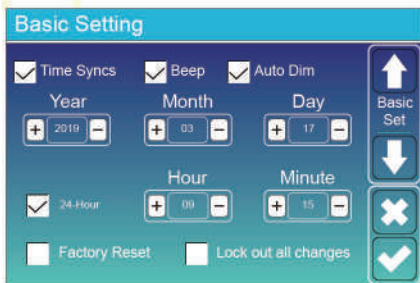 Basic Setting
Time Syncs Beep Auto Dim
Year Month Day
+ 2019 − + 03 − + 17 −
Basic
Set
Hour Minute
24-Hour + 09 − + 15 −
Factory Reset Lock out all changes